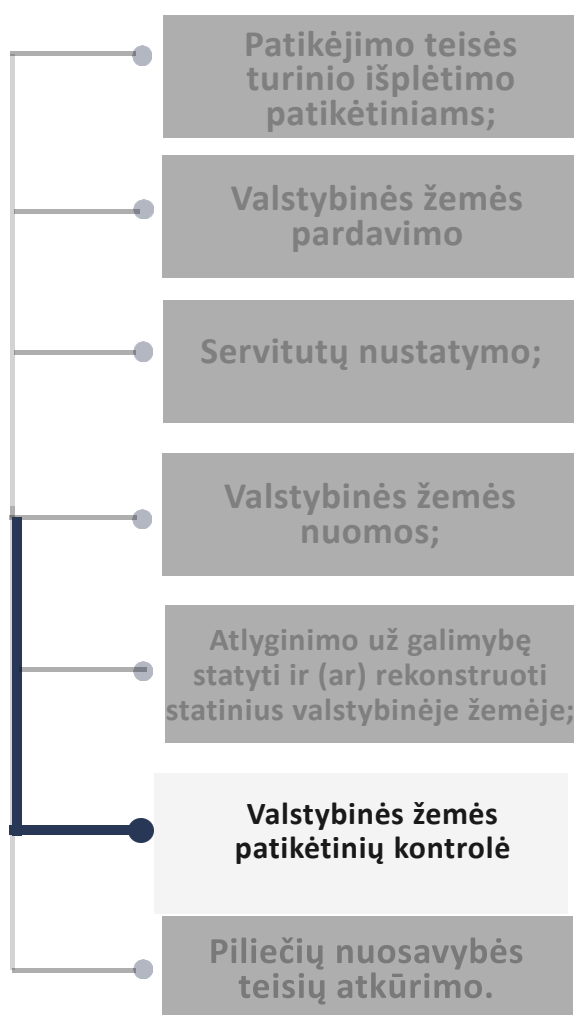 Patikėjimo teisės
turinio išplėtimo
patikėtiniams;
Valstybinės žemės
pardavimo
Servitutų nustatymo;
Valstybinės žemės
nuomos;
Atlyginimo už galimybę
statyti ir (ar) rekonstruoti
statinius valstybinėje žemėje;
Valstybinės žemės
patikėtinių kontrolė
Piliečių nuosavybės
teisių atkūrimo.